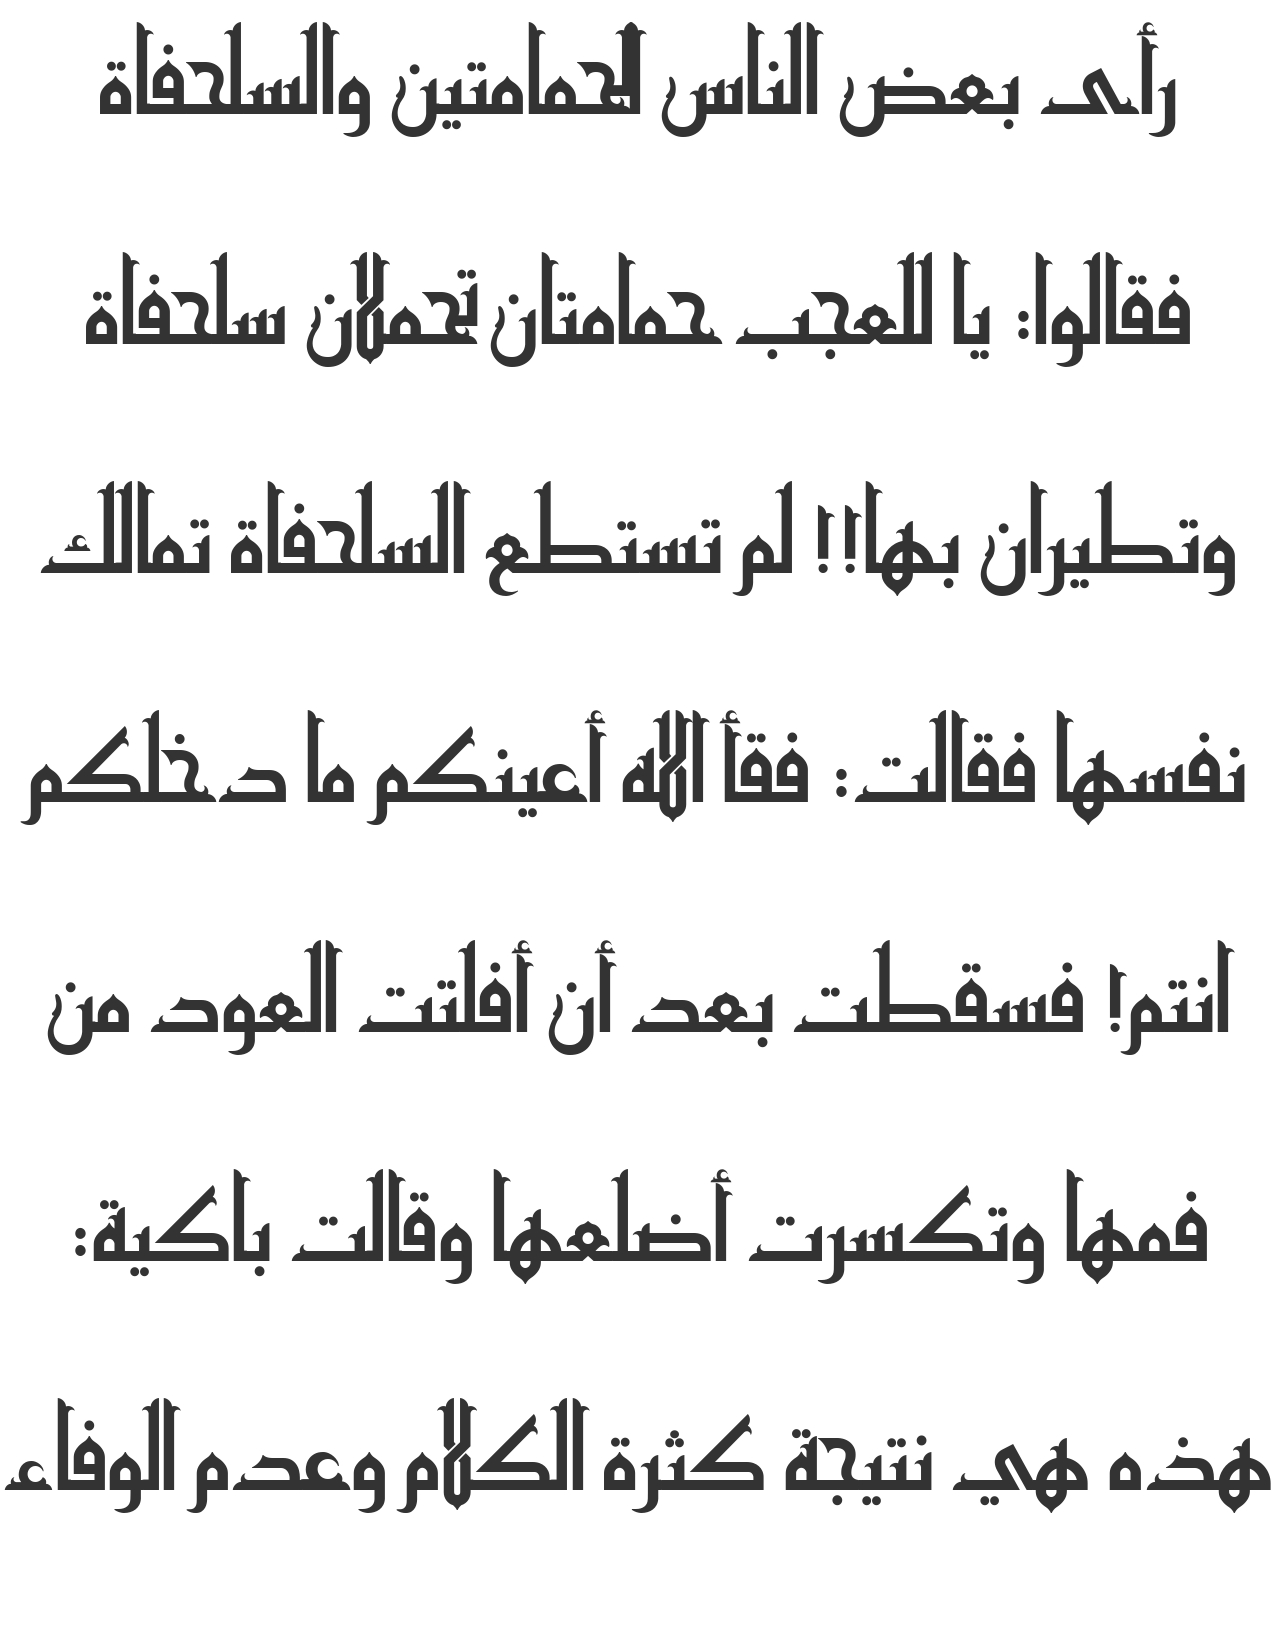 رأى بعض الناس الحمامتين والسلحفاة
فقالوا: يا للعجب حمامتان تحملان سلحفاة
وتطيران بها!! لم تستطع السلحفاة تمالك
نفسها فقالت: فقأ الله أعينكم ما دخلكم
انتم! فسقطت بعد أن أفلتت العود من
فمها وتكسرت أضلعها وقالت باكية:
هذه هي نتيجة كثرة الكلام وعدم الوفاء